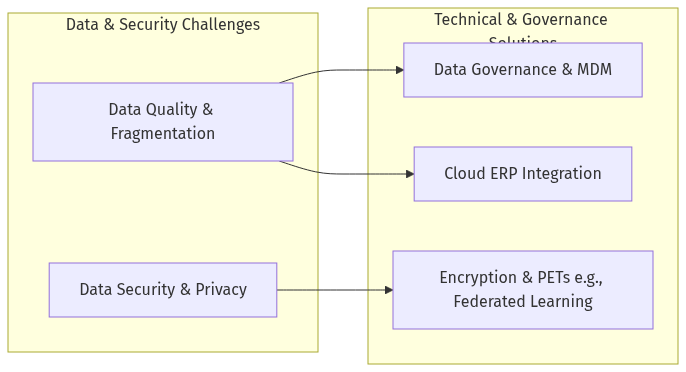 Data & Security Challenges
Data Quality &
Fragmentation
Data Security & Privacy
Technical & Governance
Solutions
Data Governance & MDM
Cloud ERP Integration
Encryption & PETs e.g.,
Federated Learning